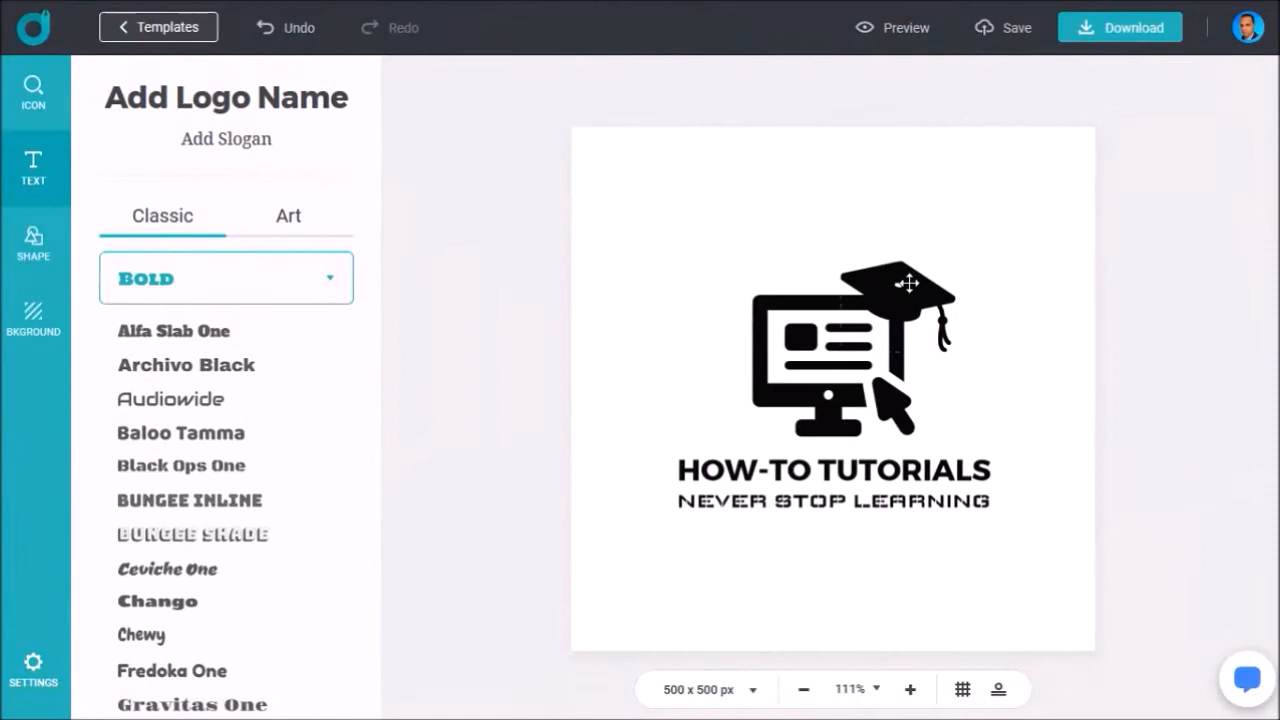 Templates
Undo
Redo
Preview
Save
Download
ICON
TEXT
SHAPE
BKGROUND
SETTINGS
Add Logo Name
Add Slogan
Classic
Art
BOLD
Alfa Slab One
Archivo Black
Audiowide
Baloo Tamma
Black Ops One
BUNGEE INLINE
BUNGEE SHADE
Ceviche One
Chango
Chewy
Fredoka One
Gravitas One
HOW-TO TUTORIALS
NEVER STOP LEARNING
500 x 500 px
111%